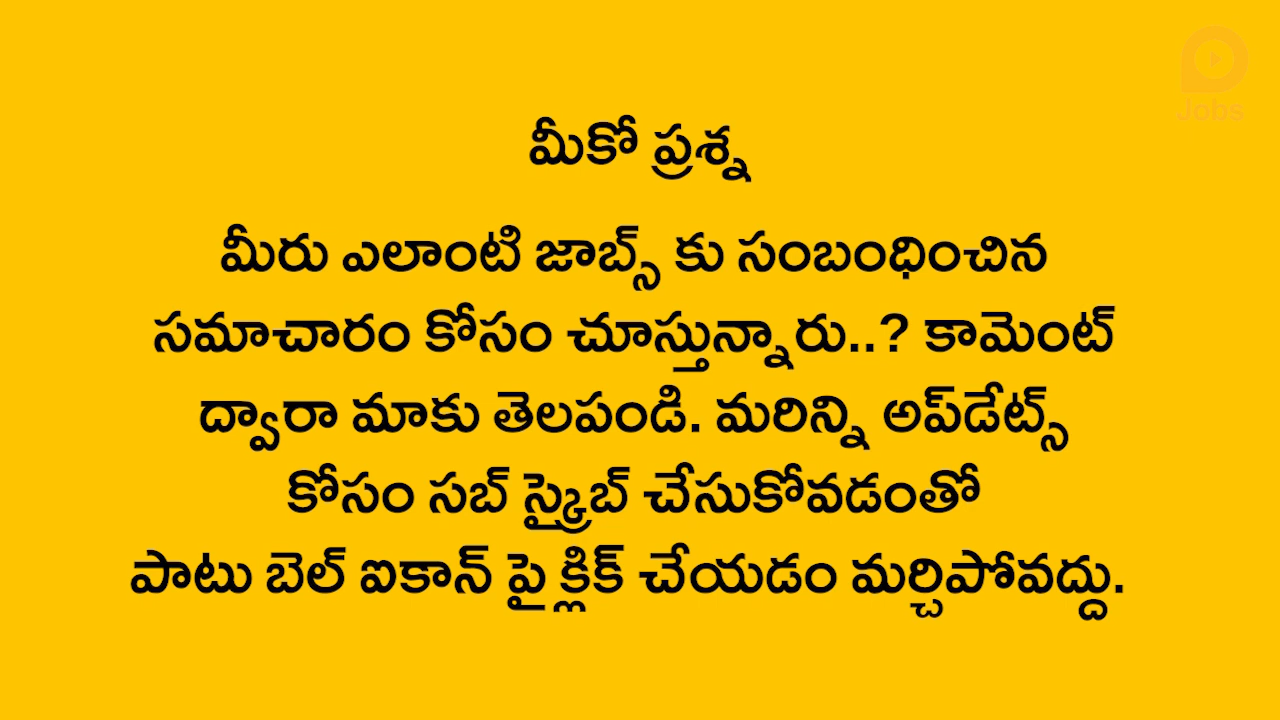 Jobs
మీకో ప్రశ్న
మీరు ఎలాంటి జాబ్స్ కు సంబంధించిన
సమాచారం కోసం చూస్తున్నారు..? కామెంట్
ద్వారా మాకు తెలపండి. మరిన్ని అప్‌డేట్స్
కోసం సబ్ స్క్రైబ్ చేసుకోవడంతో
పాటు బెల్ ఐకాన్ పై క్లిక్ చేయడం మర్చిపోవద్దు.